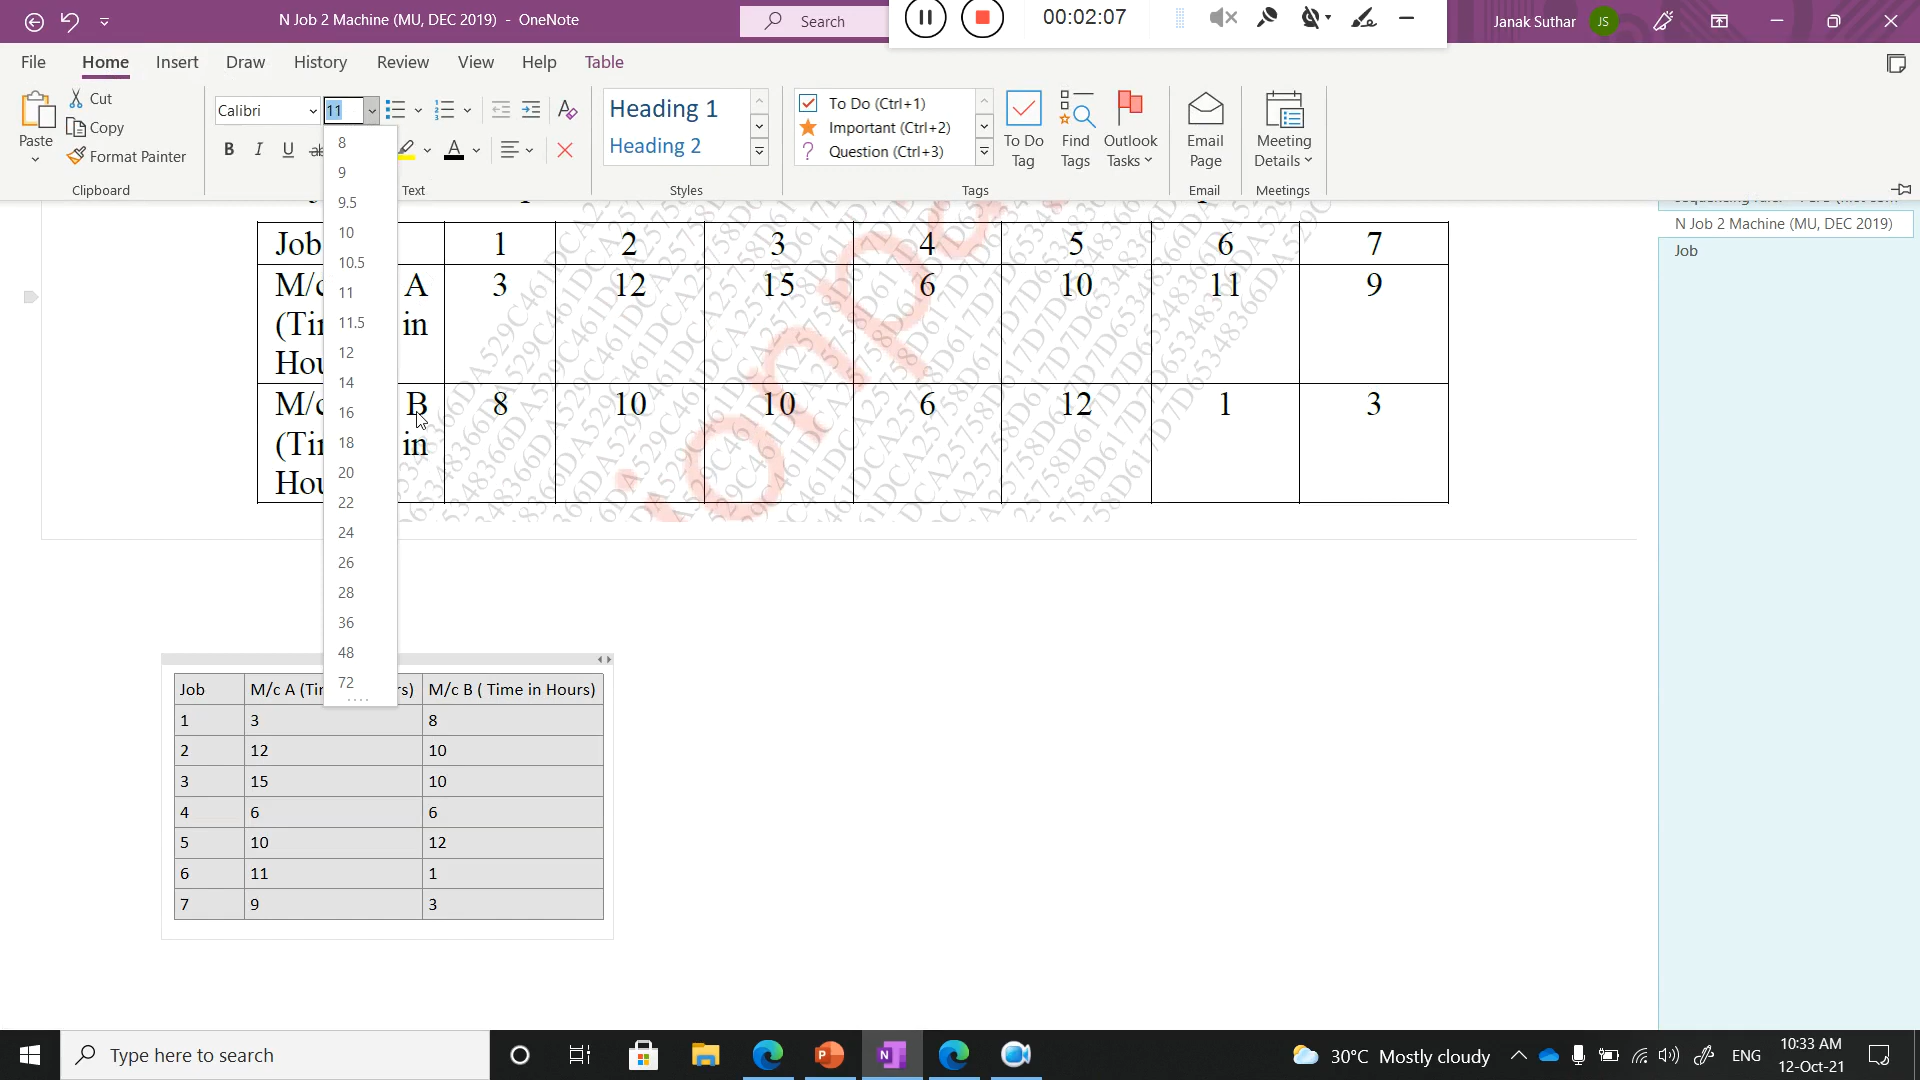 N Job 2 Machine (MU, DEC 2019) - OneNote
Search
00:02:07
Janak Suthar
JS
File Home Insert Draw History Review View Help Table
Paste
Cut
Copy
Format Painter
Clipboard
Calibri
11
B I U ab
A
Text
8
9
9.5
10
10.5
11
11.5
12
14
16
18
20
22
24
26
28
36
48
72
Heading 1
Heading 2
Styles
To Do (Ctrl+1)
Important (Ctrl+2)
Question (Ctrl+3)
To Do Tag
Find Tags
Outlook Tasks
Tags
Email Page
Email
Meeting Details
Meetings
N Job 2 Machine (MU, DEC 2019)
Job
Job 1 2 3 4 5 6 7
M/c A 3 12 15 6 10 11 9
(Ti in
Hou
M/c B 8 10 10 6 12 1 3
(Ti in
Hou
Job M/c A (Ti rs) M/c B ( Time in Hours)
1 3 8
2 12 10
3 15 10
4 6 6
5 10 12
6 11 1
7 9 3
Type here to search
30°C Mostly cloudy
ENG
10:33 AM
12-Oct-21